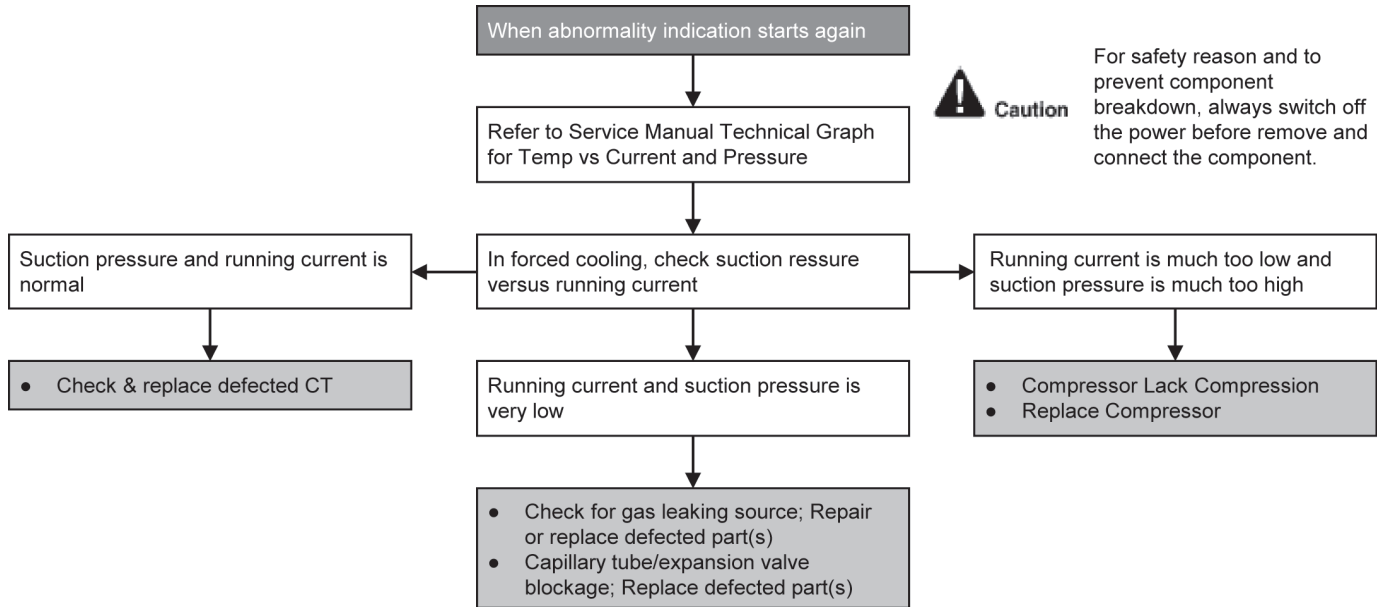 When abnormality indication starts again
Caution
For safety reason and to
prevent component
breakdown, always switch off
the power before remove and
connect the component.
Refer to Service Manual Technical Graph
for Temp vs Current and Pressure
Suction pressure and running current is
normal
In forced cooling, check suction ressure
versus running current
Running current is much too low and
suction pressure is much too high
● Check & replace defected CT
Running current and suction pressure is
very low
● Compressor Lack Compression
● Replace Compressor
● Check for gas leaking source; Repair
or replace defected part(s)
● Capillary tube/expansion valve
blockage; Replace defected part(s)